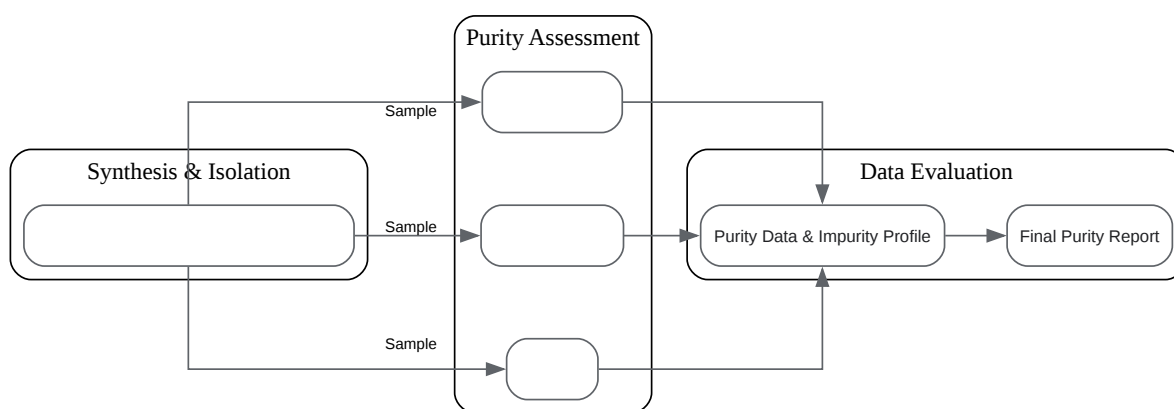 Purity Assessment
Sample
Synthesis & Isolation
Data Evaluation
Sample
Purity Data & Impurity Profile
Final Purity Report
Sample